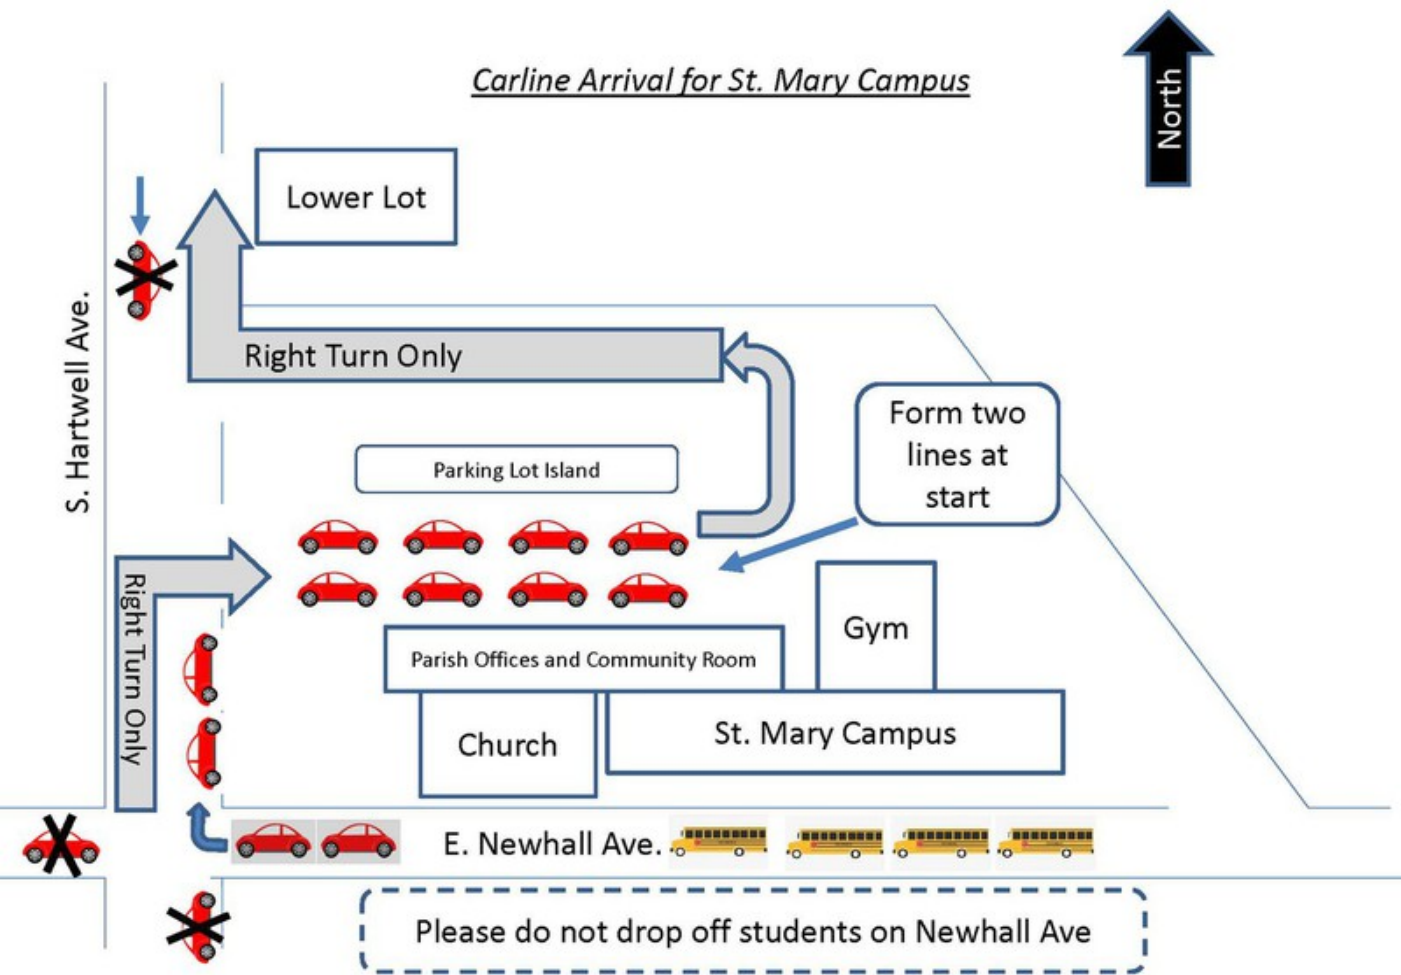 Carline Arrival for St. Mary Campus
North
Lower Lot
S. Hartwell Ave.
Right Turn Only
Form two
lines at
start
Parking Lot Island
Right Turn Only
Gym
Parish Offices and Community Room
Church
St. Mary Campus
E. Newhall Ave.
Please do not drop off students on Newhall Ave